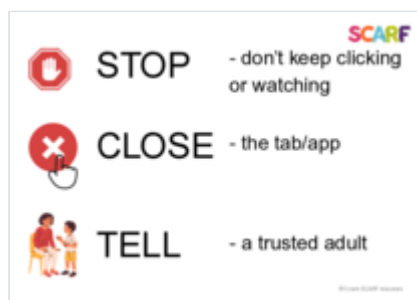 SCARF
STOP - don't keep clicking
or watching
CLOSE - the tab/app
TELL - a trusted adult